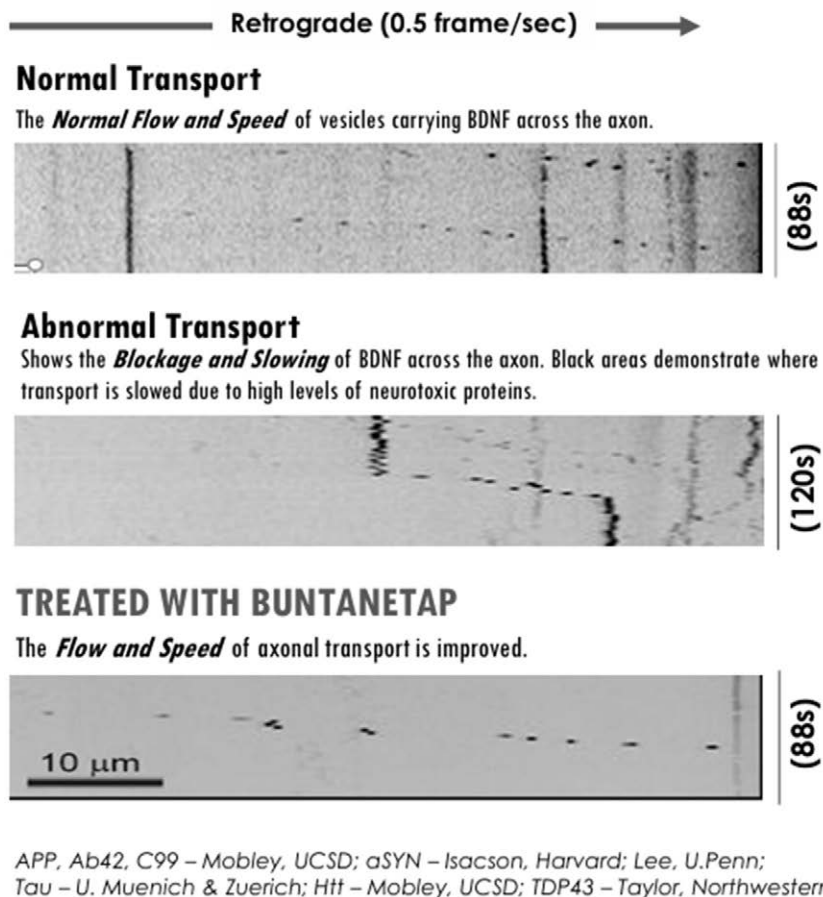 Retrograde (0.5 frame/sec)
Normal Transport
The Normal Flow and Speed of vesicles carrying BDNF across the axon.
(88s)
Abnormal Transport
Shows the Blockage and Slowing of BDNF across the axon. Black areas demonstrate where
transport is slowed due to high levels of neurotoxic proteins.
(120s)
TREATED WITH BUNTANETAP
The Flow and Speed of axonal transport is improved.
10 μm
(88s)
APP, Ab42, C99 – Mobley, UCSD; aSYN – Isacson, Harvard; Lee, U.Penn;
Tau – U. Muenich & Zuerich; Htt – Mobley, UCSD; TDP43 – Taylor, Northwestern